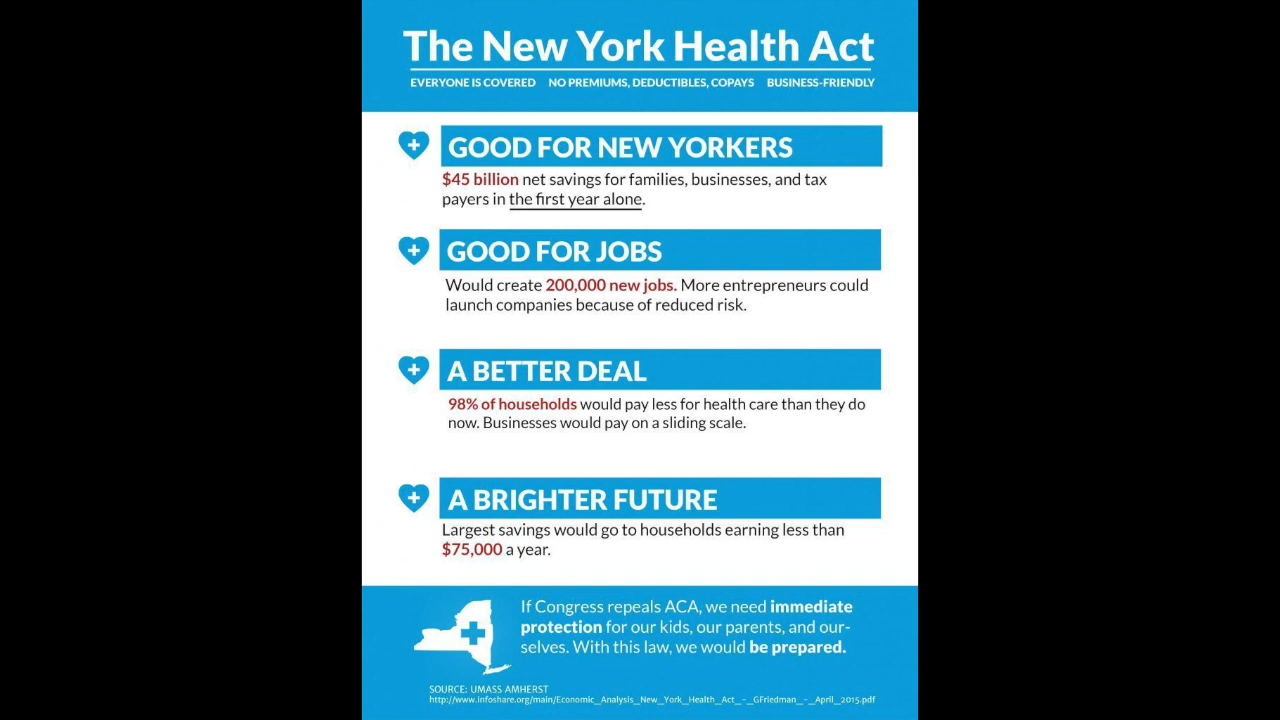 The New York Health Act
EVERYONE IS COVERED NO PREMIUMS, DEDUCTIBLES, COPAYS BUSINESS-FRIENDLY
GOOD FOR NEW YORKERS
$45 billion net savings for families, businesses, and tax
payers in the first year alone.
GOOD FOR JOBS
Would create 200,000 new jobs. More entrepreneurs could
launch companies because of reduced risk.
A BETTER DEAL
98% of households would pay less for health care than they do
now. Businesses would pay on a sliding scale.
A BRIGHTER FUTURE
Largest savings would go to households earning less than
$75,000 a year.
If Congress repeals ACA, we need immediate
protection for our kids, our parents, and our-
selves. With this law, we would be prepared.
SOURCE: UMASS AMHERST
http://www.infoshare.org/main/Economic_Analysis_New_York_Health_Act_-_GFriedman_-_April_2015.pdf